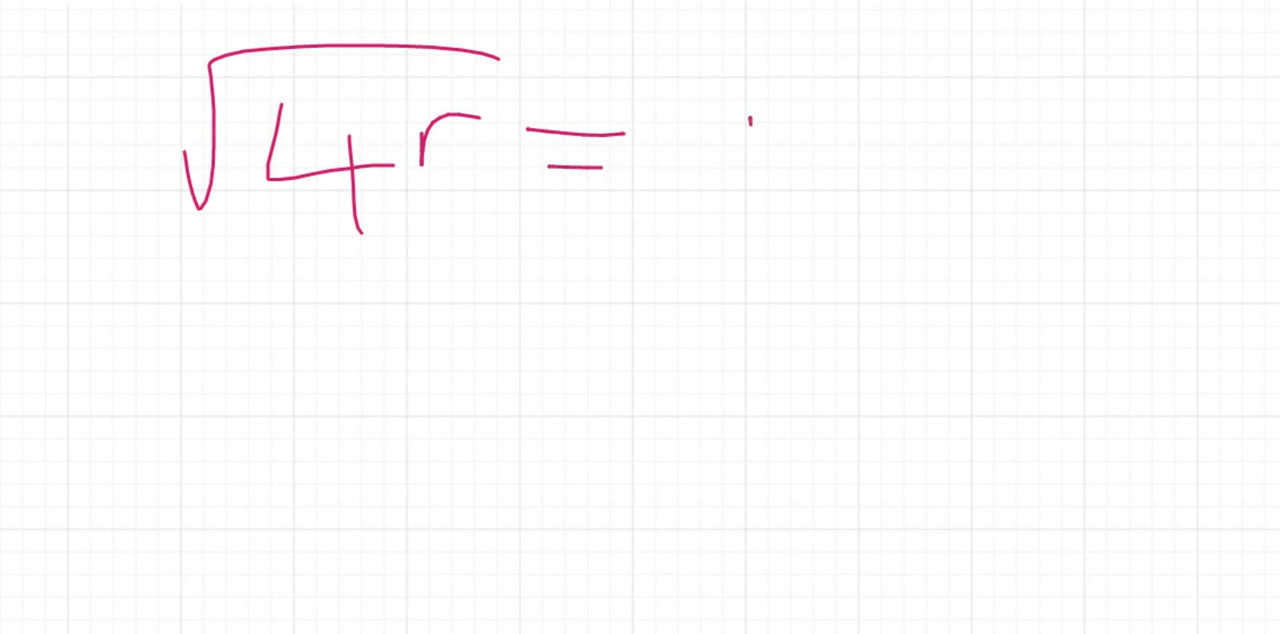 √4r =